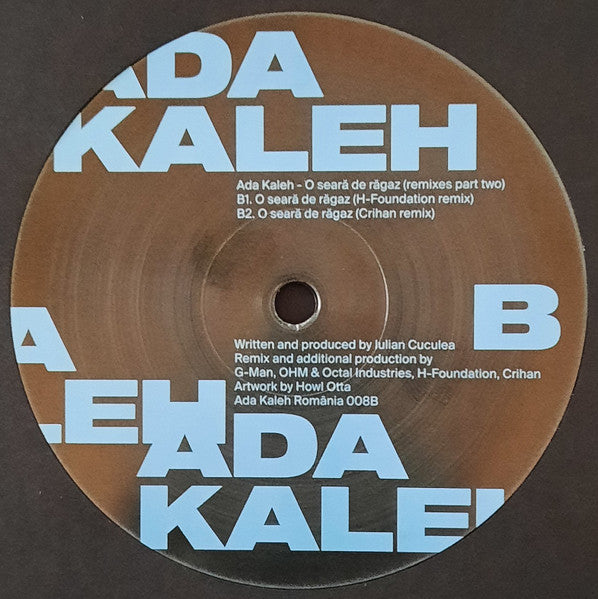 ADA
KALEH
Ada Kaleh - O seară de răgaz (remixes part two)
B1. O seară de răgaz (H-Foundation remix)
B2. O seară de răgaz (Crihan remix)
B
Written and produced by Iulian Cuculea
Remix and additional production by
G-Man, OHM & Octal Industries, H-Foundation, Crihan
Artwork by Howl Otta
Ada Kaleh România 008B
A
LEH
ADA
KALEH